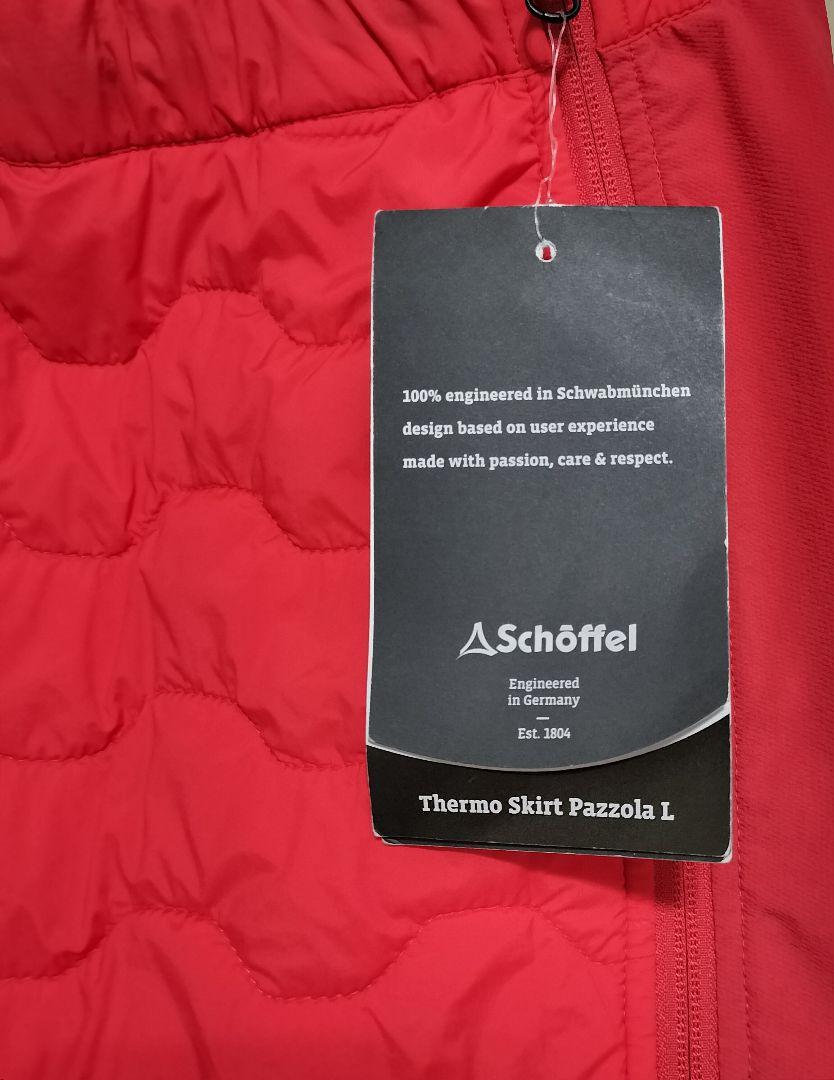 100% engineered in Schwabmünchen
design based on user experience
made with passion, care & respect.
Schöffel
Engineered
in Germany
Est. 1804
Thermo Skirt Pazzola L